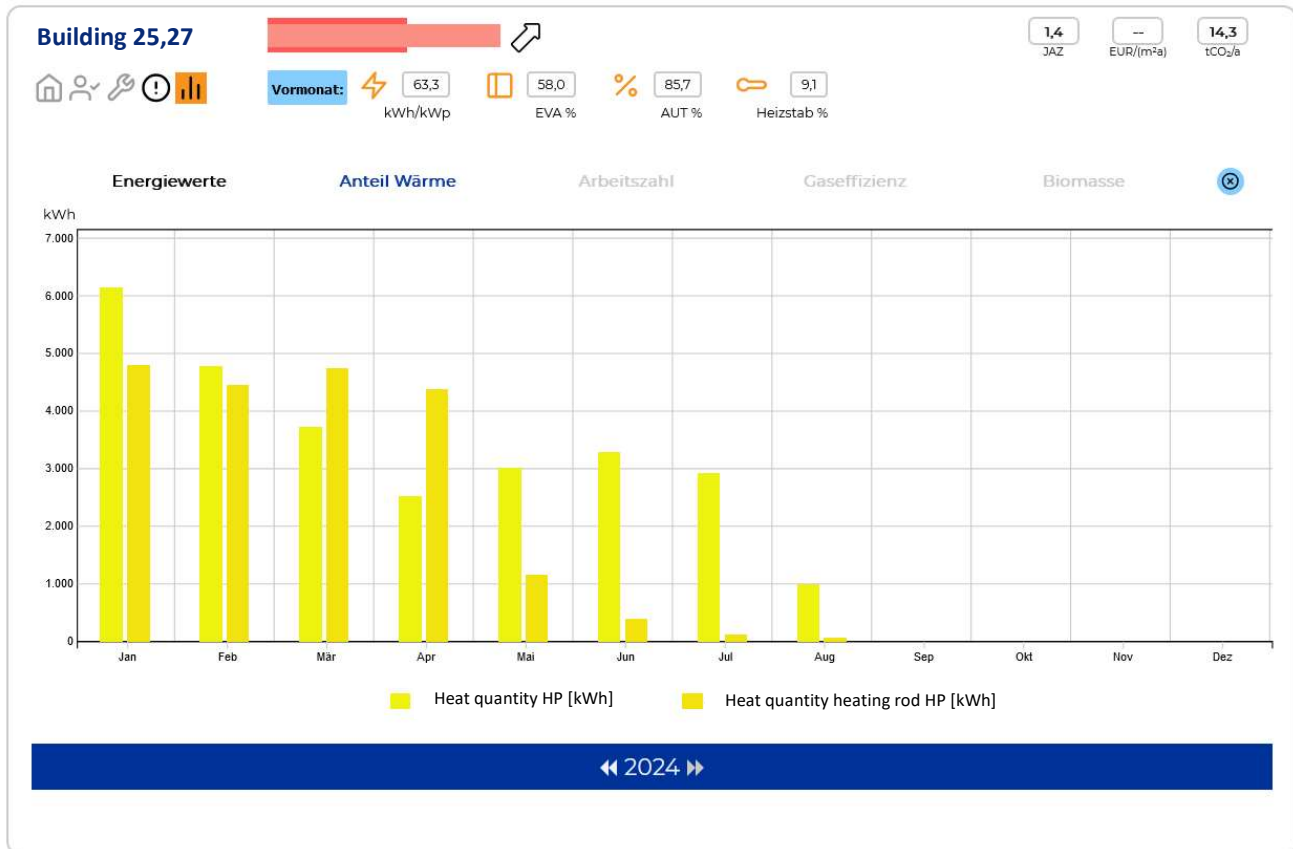 Building 25,27
1,4
JAZ
--
EUR/(m²a)
14,3
tCO₂/a
Vormonat:
63,3
kWh/kWp
58,0
EVA %
85,7
AUT %
9,1
Heizstab %
Energiewerte
Anteil Wärme
Arbeitszahl
Gaseffizienz
Biomasse
kWh
7.000
6.000
5.000
4.000
3.000
2.000
1.000
0
Jan Feb Mär Apr Mai Jun Jul Aug Sep Okt Nov Dez
Heat quantity HP [kWh]
Heat quantity heating rod HP [kWh]
2024